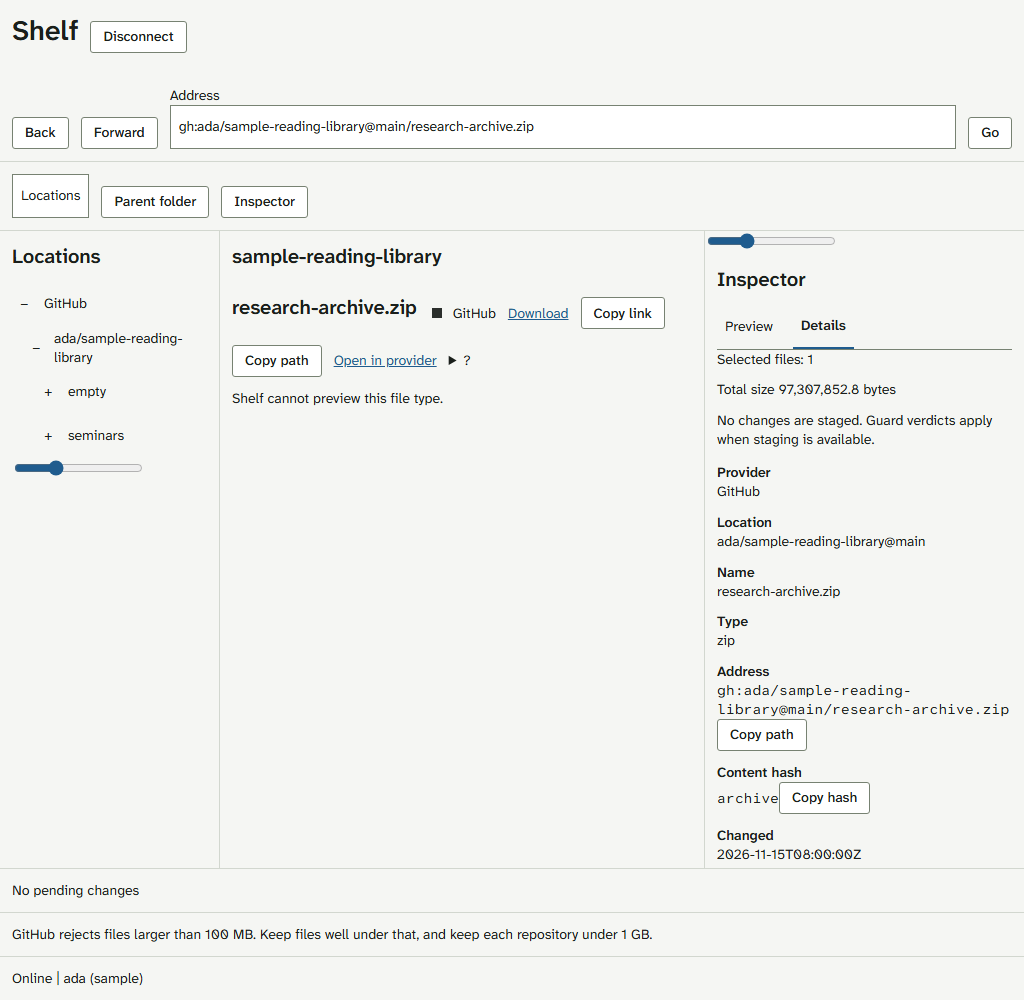 Shelf
Disconnect
Address
Back
Forward
gh:ada/sample-reading-library@main/research-archive.zip
Go
Locations
Parent folder
Inspector
Locations
− GitHub
− ada/sample-reading-
library
+ empty
+ seminars
sample-reading-library
research-archive.zip
GitHub
Download
Copy link
Copy path
Open in provider
?
Shelf cannot preview this file type.
Inspector
Preview
Details
Selected files: 1
Total size 97,307,852.8 bytes
No changes are staged. Guard verdicts apply
when staging is available.
Provider
GitHub
Location
ada/sample-reading-library@main
Name
research-archive.zip
Type
zip
Address
gh:ada/sample-reading-
library@main/research-archive.zip
Copy path
Content hash
archive
Copy hash
Changed
2026-11-15T08:00:00Z
No pending changes
GitHub rejects files larger than 100 MB. Keep files well under that, and keep each repository under 1 GB.
Online | ada (sample)